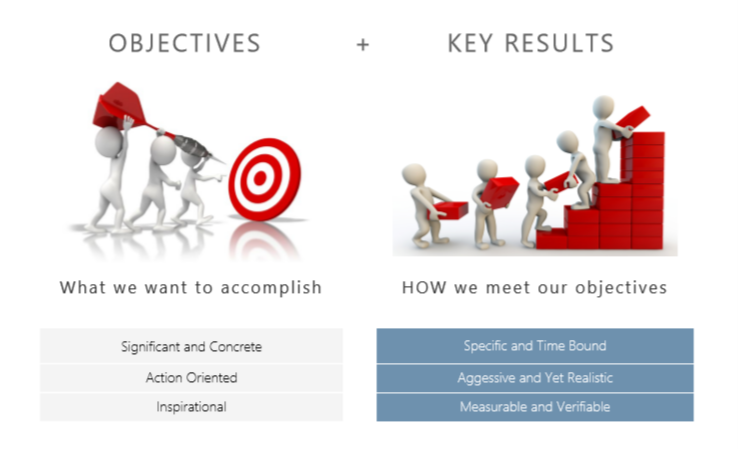 OBJECTIVES + KEY RESULTS
What we want to accomplish
HOW we meet our objectives
Significant and Concrete
Action Oriented
Inspirational
Specific and Time Bound
Aggessive and Yet Realistic
Measurable and Verifiable